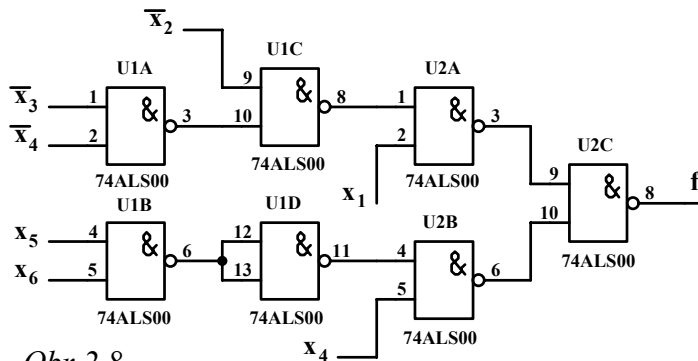 x̅₂
U1C
U1A
U2A
x̅₃ 1
9
8
1
&
&
&
3
10
3
U2C
x̅₄ 2
2
9
f
74ALS00
74ALS00
x₁
74ALS00
&
8
U1B
U1D
U2B
10
x₅ 4
12
&
&
6
11
4
&
74ALS00
x₆ 5
13
5
6
74ALS00
74ALS00
x₄
74ALS00
Obr 2.8